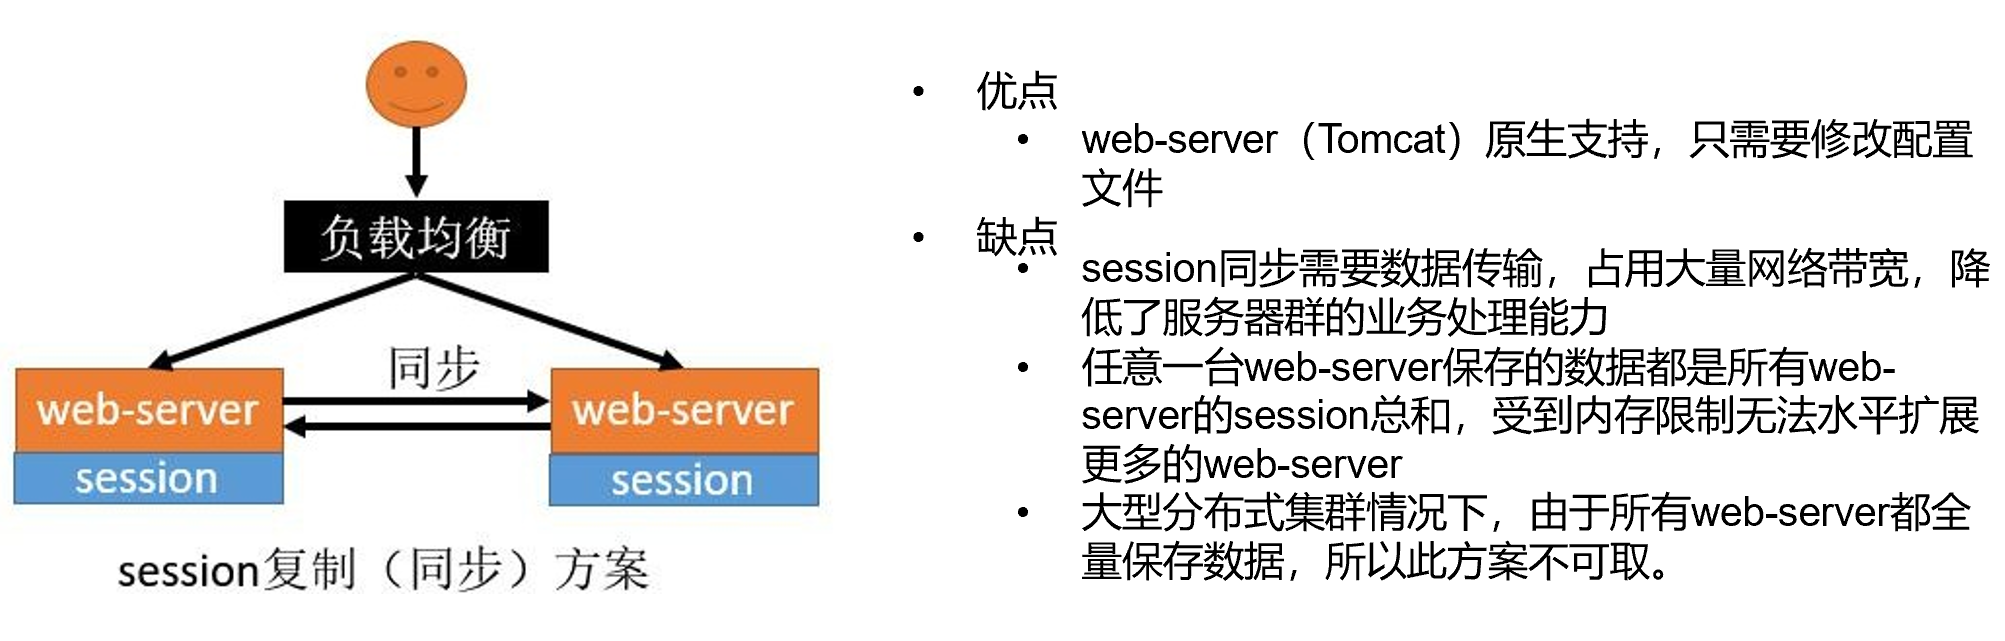 负载均衡
同步
web-server
web-server
session
session
session复制（同步）方案
• 优点
• web-server（Tomcat）原生支持，只需要修改配置
文件
• 缺点
• session同步需要数据传输，占用大量网络带宽，降
低了服务器群的业务处理能力
• 任意一台web-server保存的数据都是所有web-
server的session总和，受到内存限制无法水平扩展
更多的web-server
• 大型分布式集群情况下，由于所有web-server都全
量保存数据，所以此方案不可取。